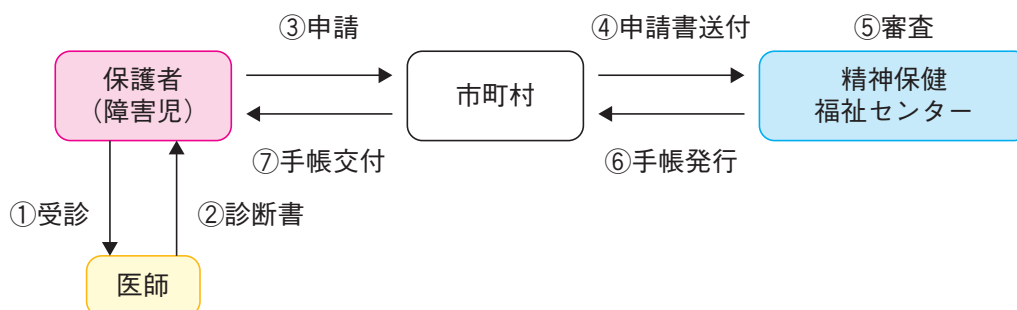 ③申請
④申請書送付
⑤審査
保護者
（障害児）
市町村
精神保健
福祉センター
⑦手帳交付
⑥手帳発行
①受診
②診断書
医師